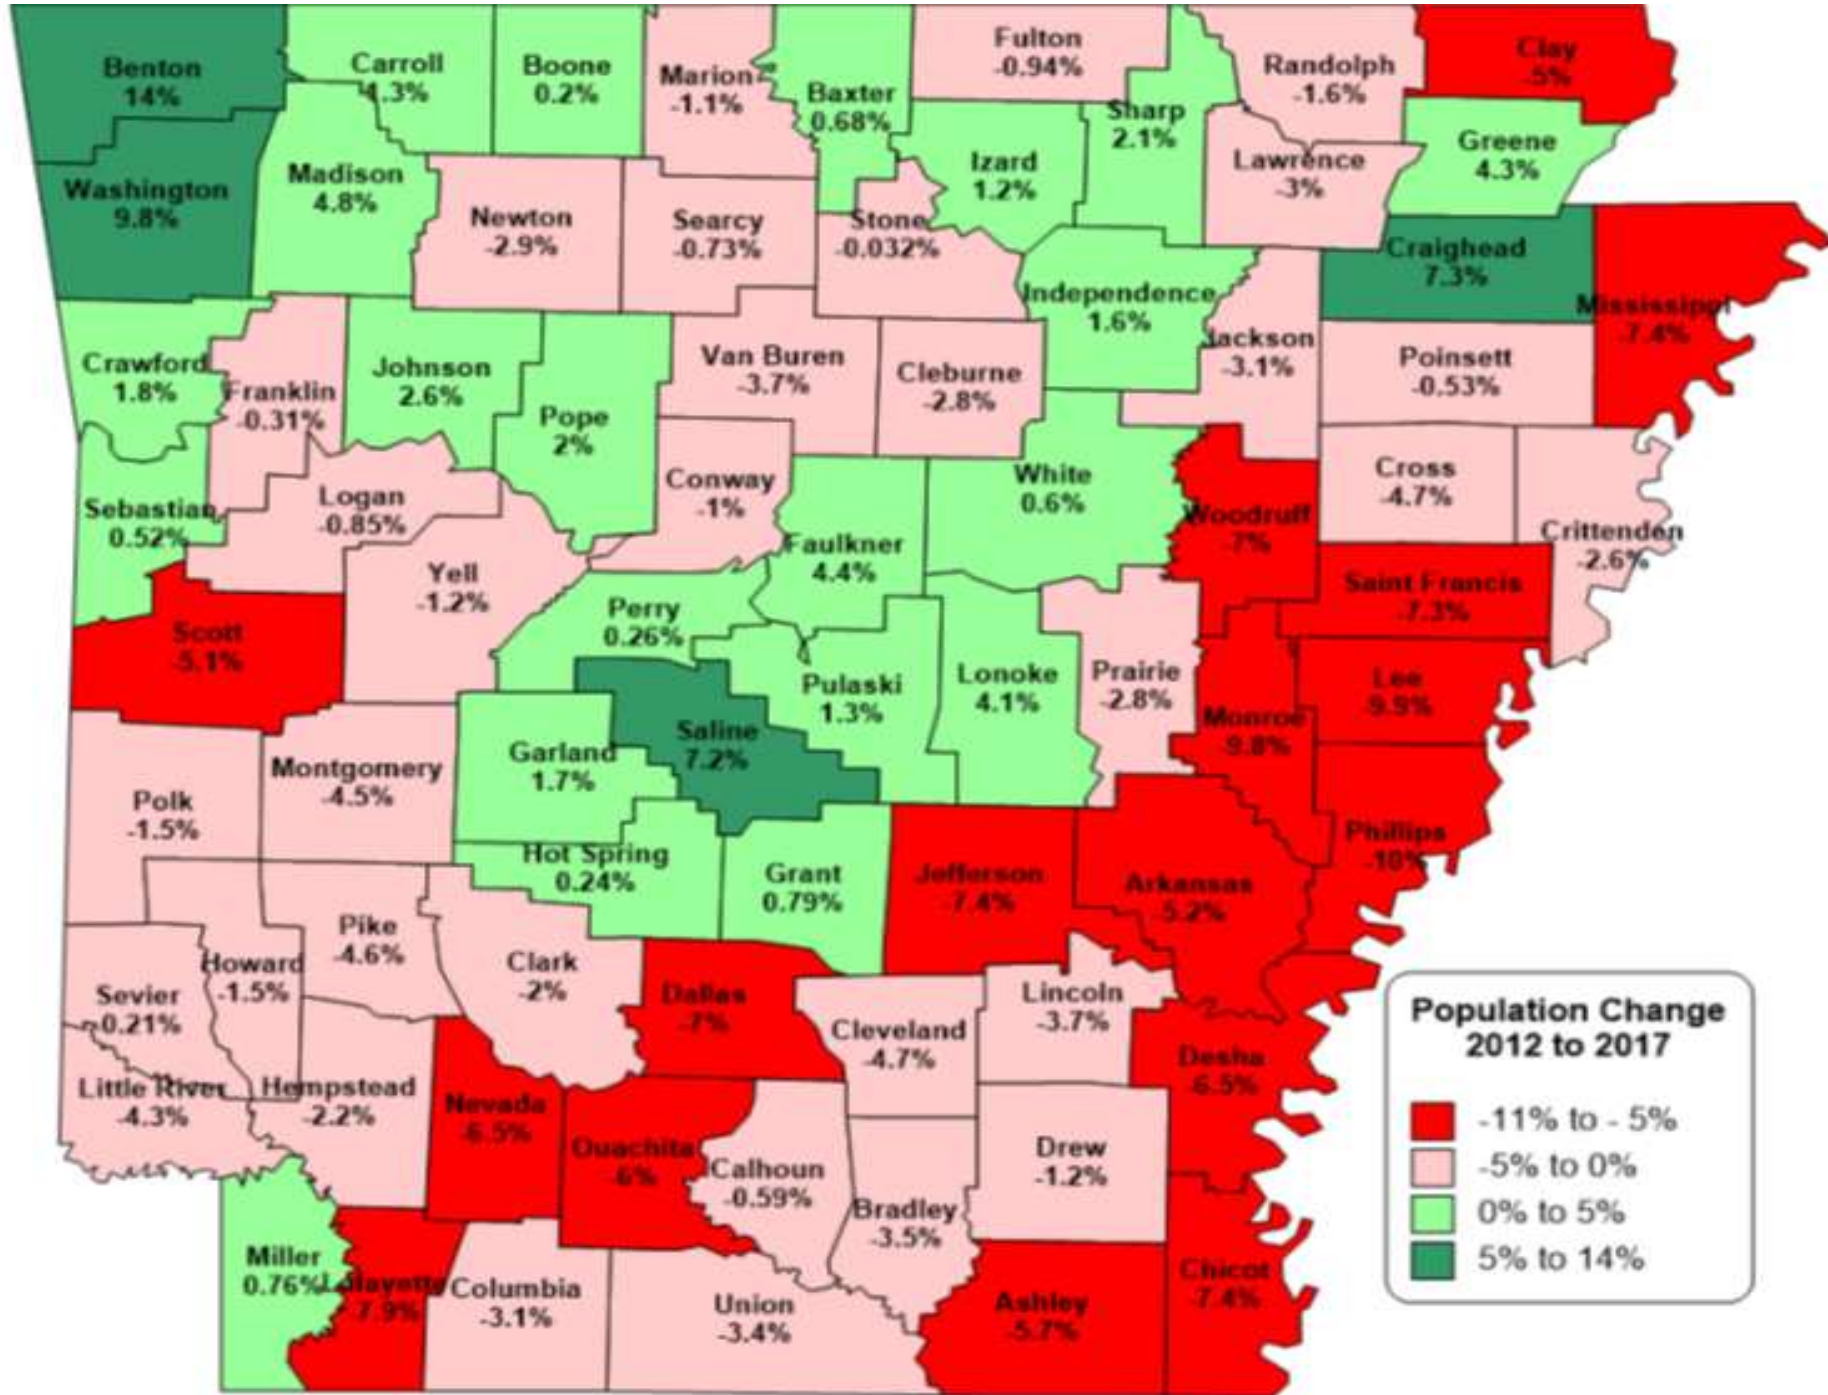 Benton
14%
Carroll
1.3%
Boone
0.2%
Marion
-1.1%
Baxter
0.68%
Fulton
-0.94%
Sharp
2.1%
Randolph
-1.6%
Clay
-5%
Washington
9.8%
Madison
4.8%
Newton
-2.9%
Searcy
-0.73%
Stone
-0.032%
Izard
1.2%
Lawrence
-3%
Greene
4.3%
Independence
1.6%
Craighead
7.3%
Mississippi
-7.4%
Crawford
1.8%
Franklin
-0.31%
Johnson
2.6%
Pope
2%
Van Buren
-3.7%
Cleburne
-2.8%
Jackson
-3.1%
Poinsett
-0.53%
Sebastian
0.52%
Logan
-0.85%
Conway
-1%
White
0.6%
Woodruff
-7%
Cross
-4.7%
Crittenden
-2.6%
Scott
-5.1%
Yell
-1.2%
Perry
0.26%
Faulkner
4.4%
Saint Francis
-7.3%
Saline
7.2%
Pulaski
1.3%
Lonoke
4.1%
Prairie
-2.8%
Monroe
-9.8%
Lee
-9.9%
Polk
-1.5%
Montgomery
-4.5%
Garland
1.7%
Hot Spring
0.24%
Grant
0.79%
Jefferson
-7.4%
Arkansas
-5.2%
Phillips
-10%
Sevier
-0.21%
Howard
-1.5%
Pike
-4.6%
Clark
-2%
Dallas
-7%
Cleveland
-4.7%
Lincoln
-3.7%
Desha
-6.5%
Little River
-4.3%
Hempstead
-2.2%
Nevada
-6.5%
Ouachita
-6%
Calhoun
-0.59%
Bradley
-3.5%
Drew
-1.2%
Miller
0.76%
Lafayette
-7.9%
Columbia
-3.1%
Union
-3.4%
Ashley
-5.7%
Chicot
-7.4%
Population Change
2012 to 2017
-11% to - 5%
-5% to 0%
0% to 5%
5% to 14%